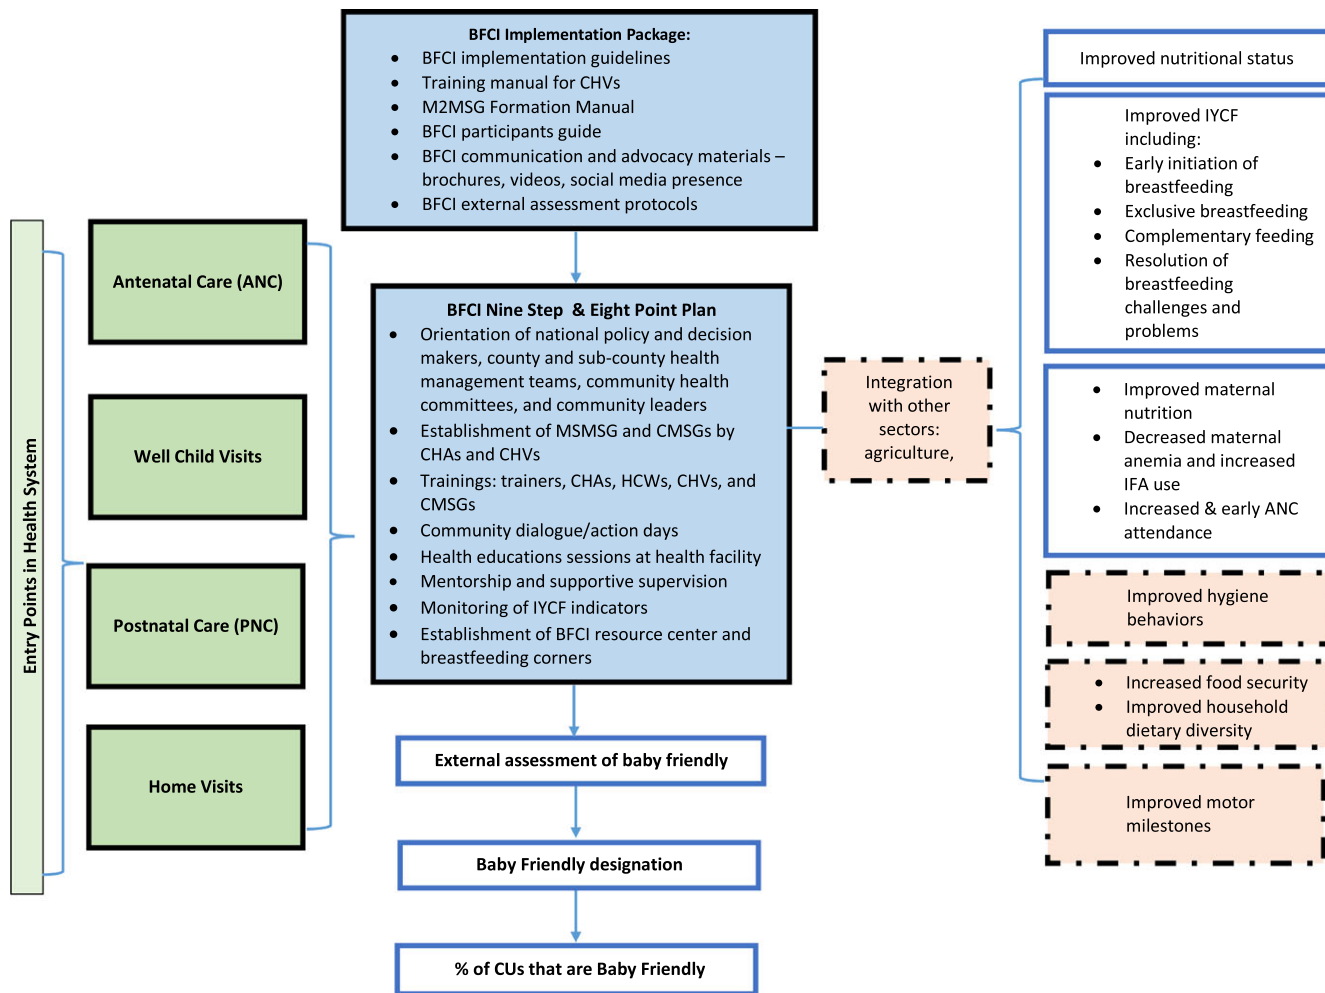 BFCI Implementation Package:
• BFCI implementation guidelines
• Training manual for CHVs
• M2MSG Formation Manual
• BFCI participants guide
• BFCI communication and advocacy materials –
brochures, videos, social media presence
• BFCI external assessment protocols
Entry Points in Health System
Antenatal Care (ANC)
Well Child Visits
Postnatal Care (PNC)
Home Visits
BFCI Nine Step & Eight Point Plan
• Orientation of national policy and decision
makers, county and sub-county health
management teams, community health
committees, and community leaders
• Establishment of MSMSG and CMSGs by
CHAs and CHVs
• Trainings: trainers, CHAs, HCWs, CHVs, and
CMSGs
• Community dialogue/action days
• Health educations sessions at health facility
• Mentorship and supportive supervision
• Monitoring of IYCF indicators
• Establishment of BFCI resource center and
breastfeeding corners
External assessment of baby friendly
Baby Friendly designation
% of CUs that are Baby Friendly
Integration
with other
sectors:
agriculture,
Improved nutritional status
Improved IYCF
including:
• Early initiation of
breastfeeding
• Exclusive breastfeeding
• Complementary feeding
• Resolution of
breastfeeding
challenges and
problems
• Improved maternal
nutrition
• Decreased maternal
anemia and increased
IFA use
• Increased & early ANC
attendance
Improved hygiene
behaviors
• Increased food security
• Improved household
dietary diversity
Improved motor
milestones